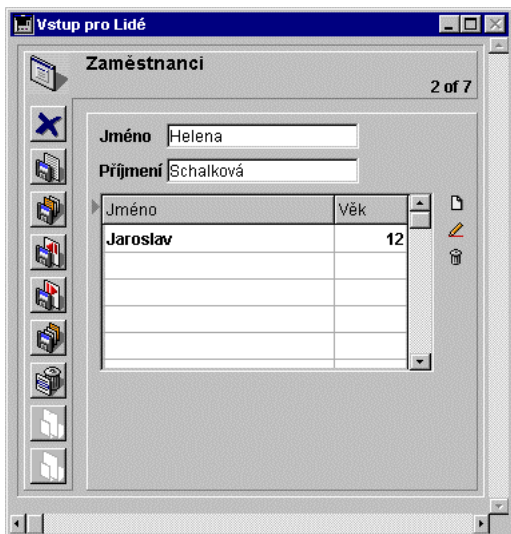 Vstup pro Lidé
Zaměstnanci
2 of 7
Jméno Helena
Příjmení Schalková
Jméno Věk
Jaroslav 12